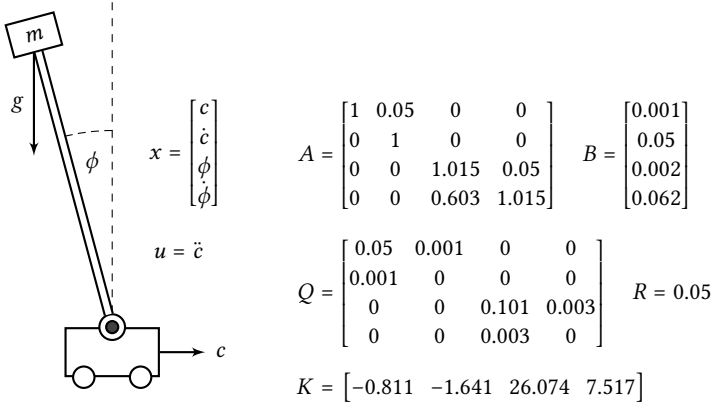 m
g
ϕ
c
x = [c; ċ; ϕ; ϕ̇]
u = c̈
A = [1 0.05 0 0; 0 1 0 0; 0 0 1.015 0.05; 0 0 0.603 1.015]
B = [0.001; 0.05; 0.002; 0.062]
Q = [0.05 0.001 0 0; 0.001 0 0 0; 0 0 0.101 0.003; 0 0 0.003 0]
R = 0.05
K = [−0.811 −1.641 26.074 7.517]